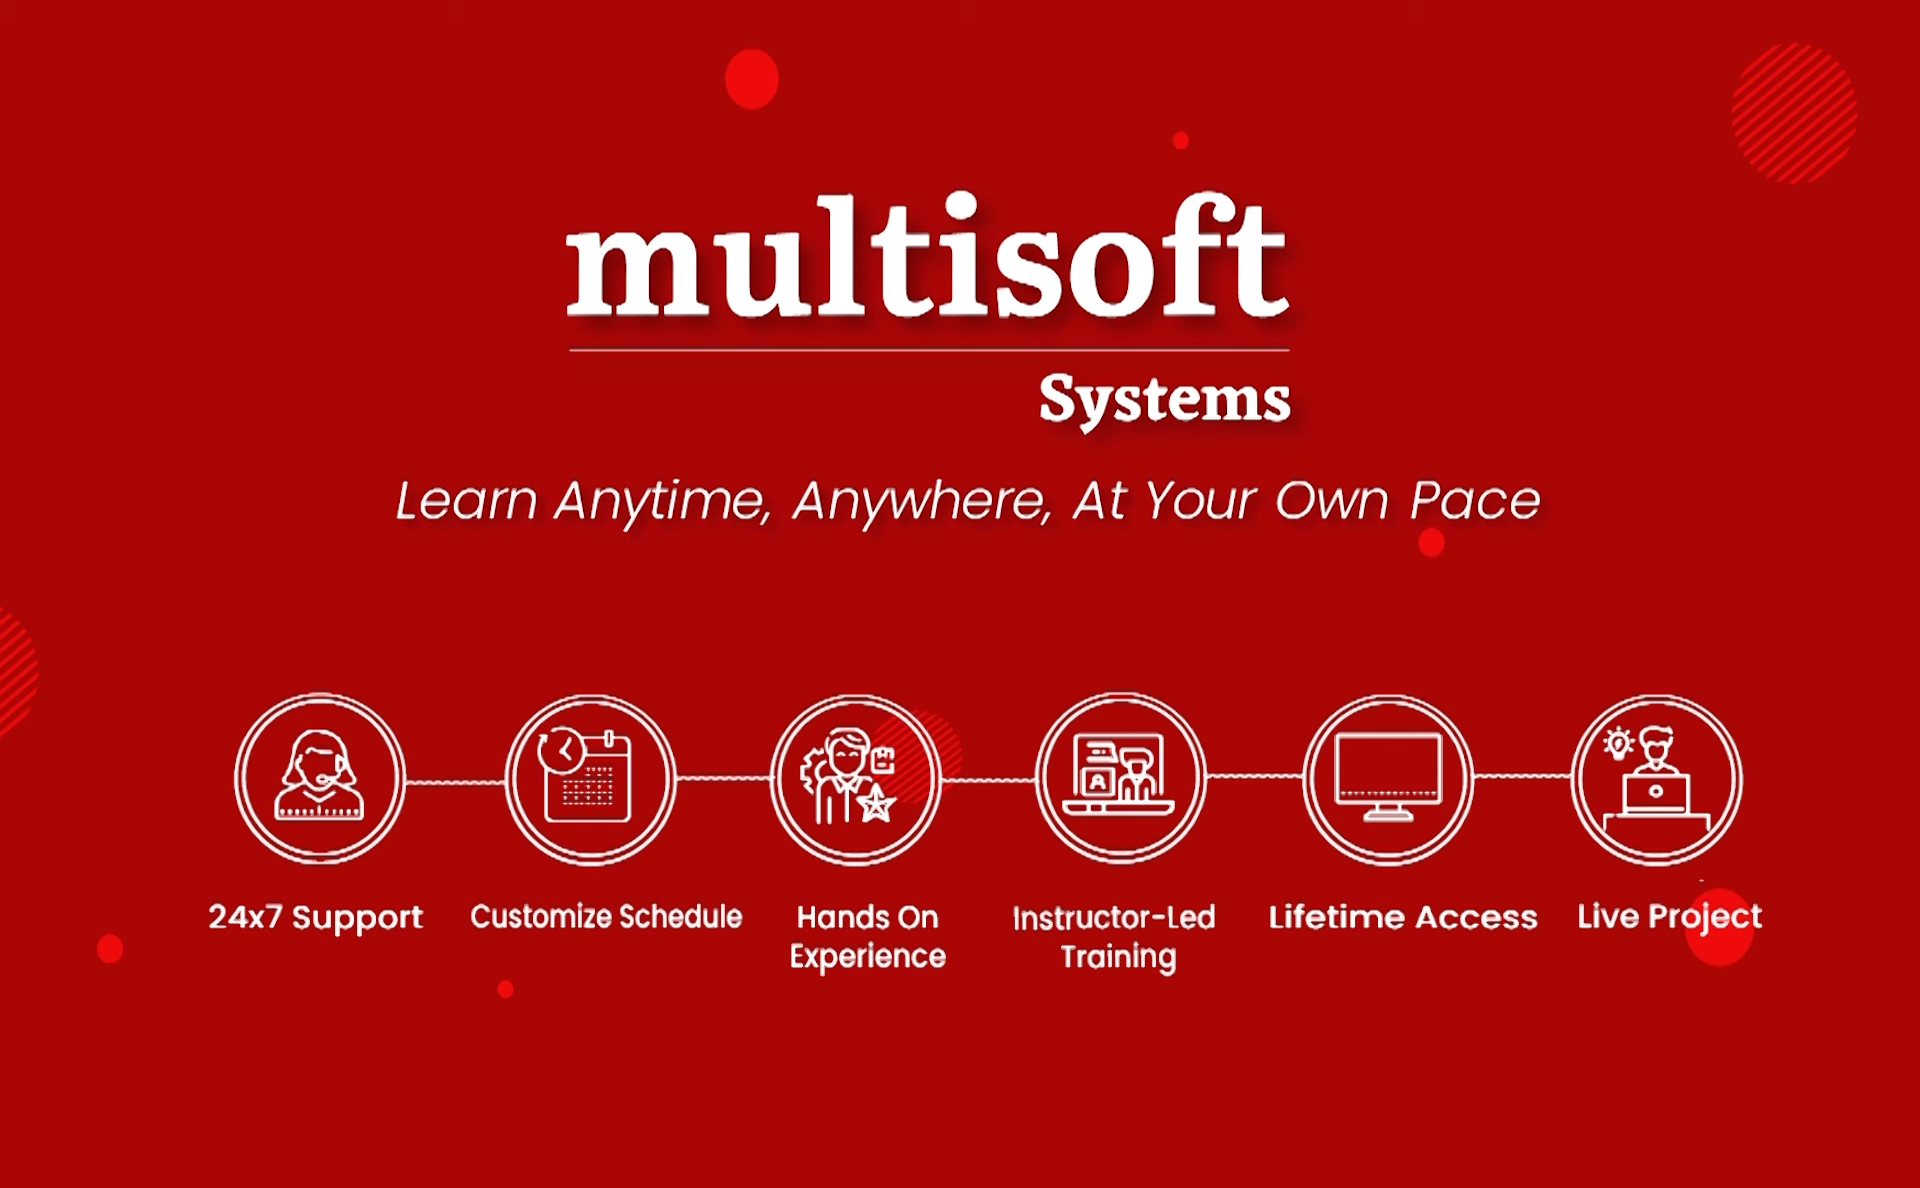 multisoft
Systems
Learn Anytime, Anywhere, At Your Own Pace
24x7 Support
Customize Schedule
Hands On
Experience
Instructor-Led
Training
Lifetime Access
Live Project